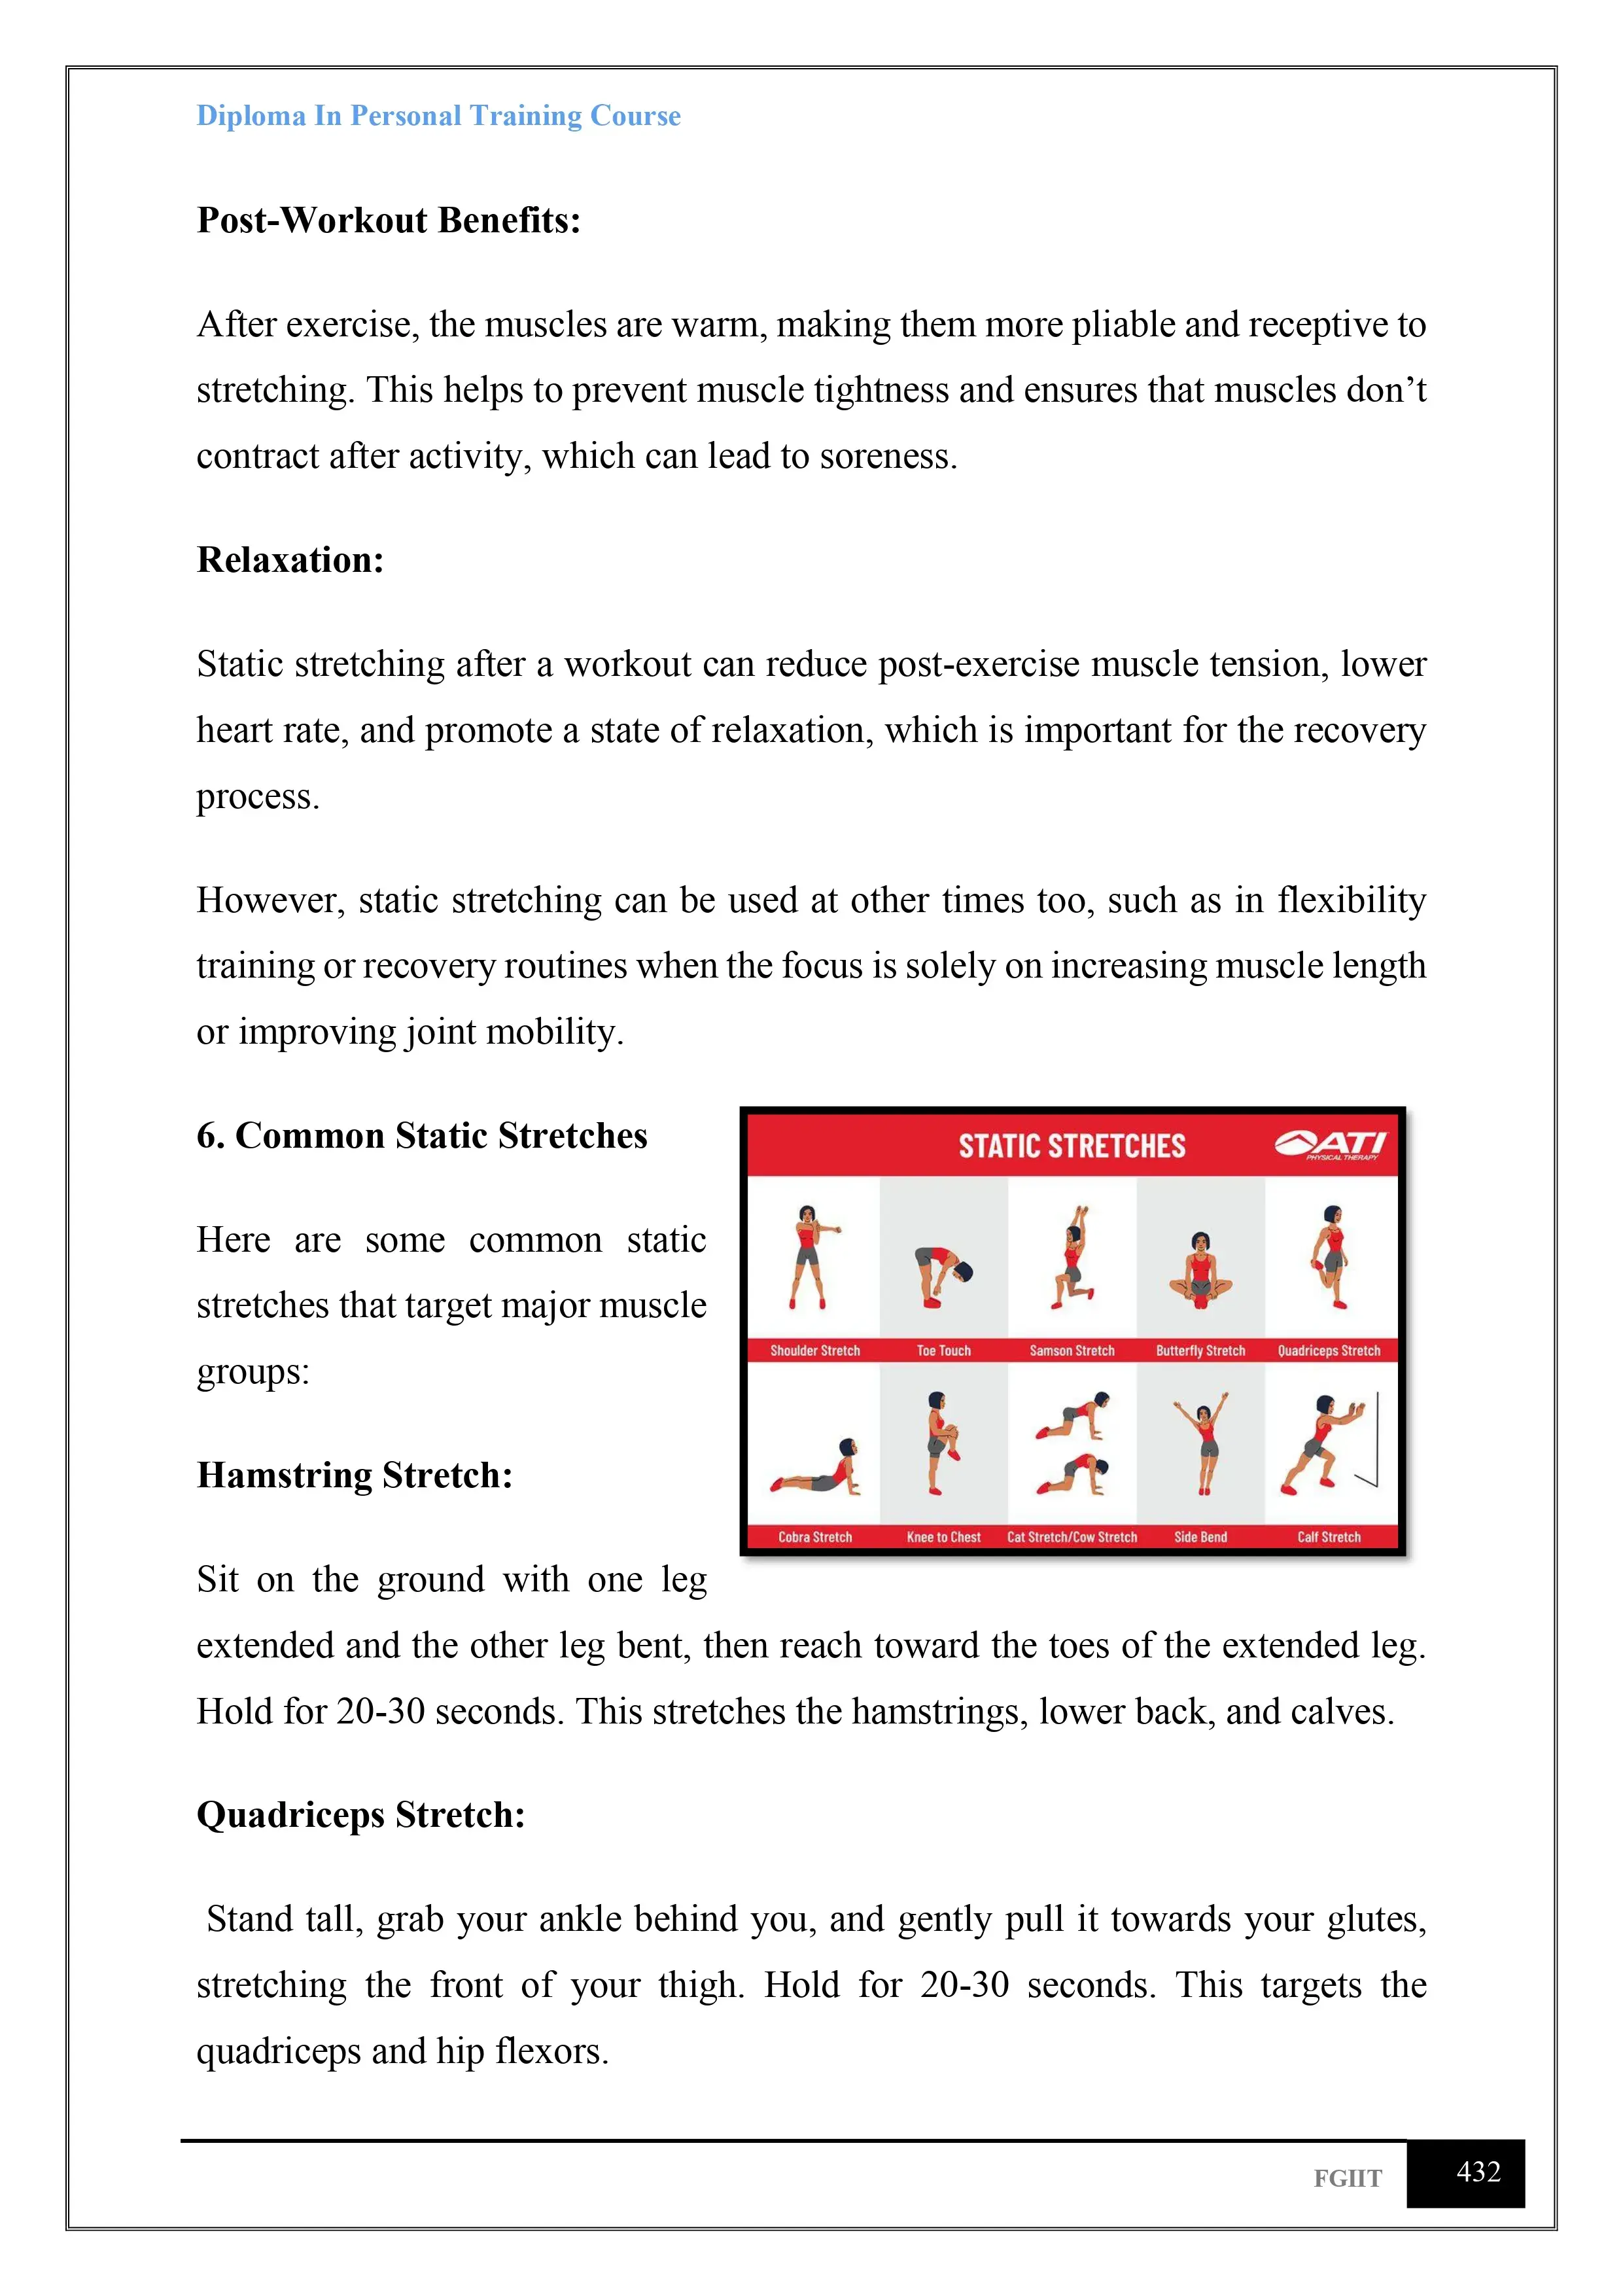 Diploma In Personal Training Course
Post-Workout Benefits:
After exercise, the muscles are warm, making them more pliable and receptive to
stretching. This helps to prevent muscle tightness and ensures that muscles don’t
contract after activity, which can lead to soreness.
Relaxation:
Static stretching after a workout can reduce post-exercise muscle tension, lower
heart rate, and promote a state of relaxation, which is important for the recovery
process.
However, static stretching can be used at other times too, such as in flexibility
training or recovery routines when the focus is solely on increasing muscle length
or improving joint mobility.
6. Common Static Stretches
Here are some common static
stretches that target major muscle
groups:
Hamstring Stretch:
Sit on the ground with one leg
STATIC STRETCHES
ATI
PHYSICAL THERAPY
Shoulder Stretch Toe Touch Samson Stretch Butterfly Stretch Quadriceps Stretch
Cobra Stretch Knee to Chest Cat Stretch/Cow Stretch Side Bend Calf Stretch
extended and the other leg bent, then reach toward the toes of the extended leg.
Hold for 20-30 seconds. This stretches the hamstrings, lower back, and calves.
Quadriceps Stretch:
Stand tall, grab your ankle behind you, and gently pull it towards your glutes,
stretching the front of your thigh. Hold for 20-30 seconds. This targets the
quadriceps and hip flexors.
FGIIT 432